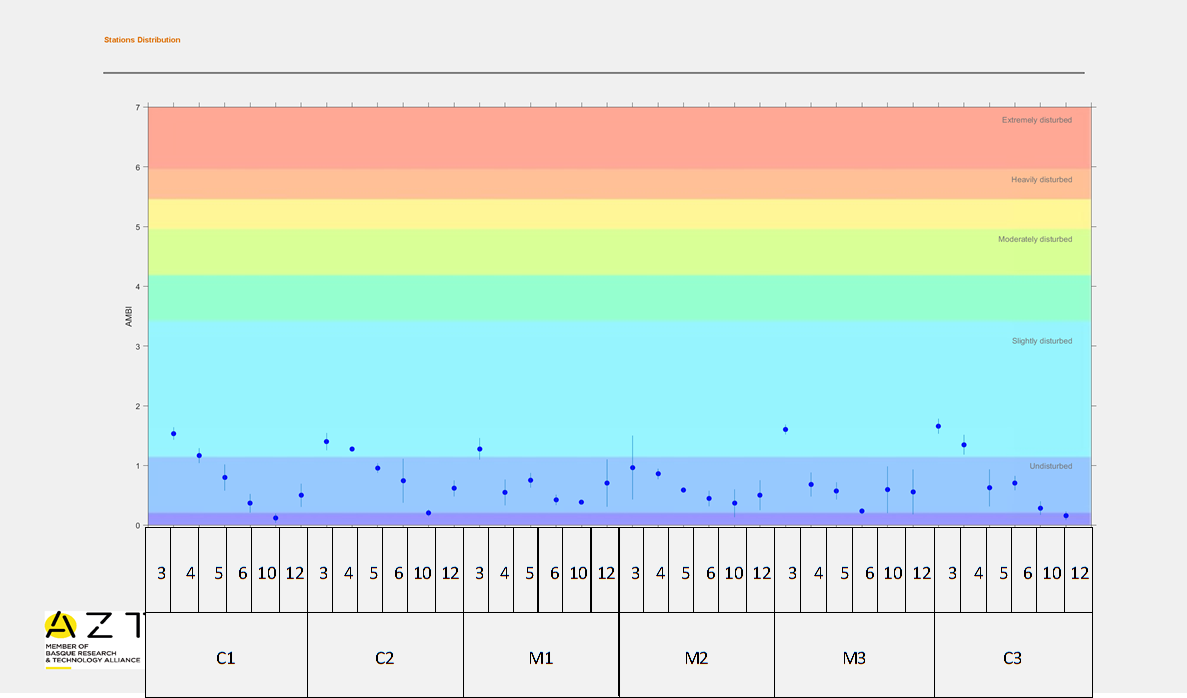 Stations Distribution
7
Extremely disturbed
6
Heavily disturbed
5
Moderately disturbed
4
AMBI
3
Slightly disturbed
2
1
Undisturbed
0
3 4 5 6 10 12 3 4 5 6 10 12 3 4 5 6 10 12 3 4 5 6 10 12 3 4 5 6 10 12 3 4 5 6 10 12
C1 C2 M1 M2 M3 C3
AZT
MEMBER OF
BASQUE RESEARCH
& TECHNOLOGY ALLIANCE